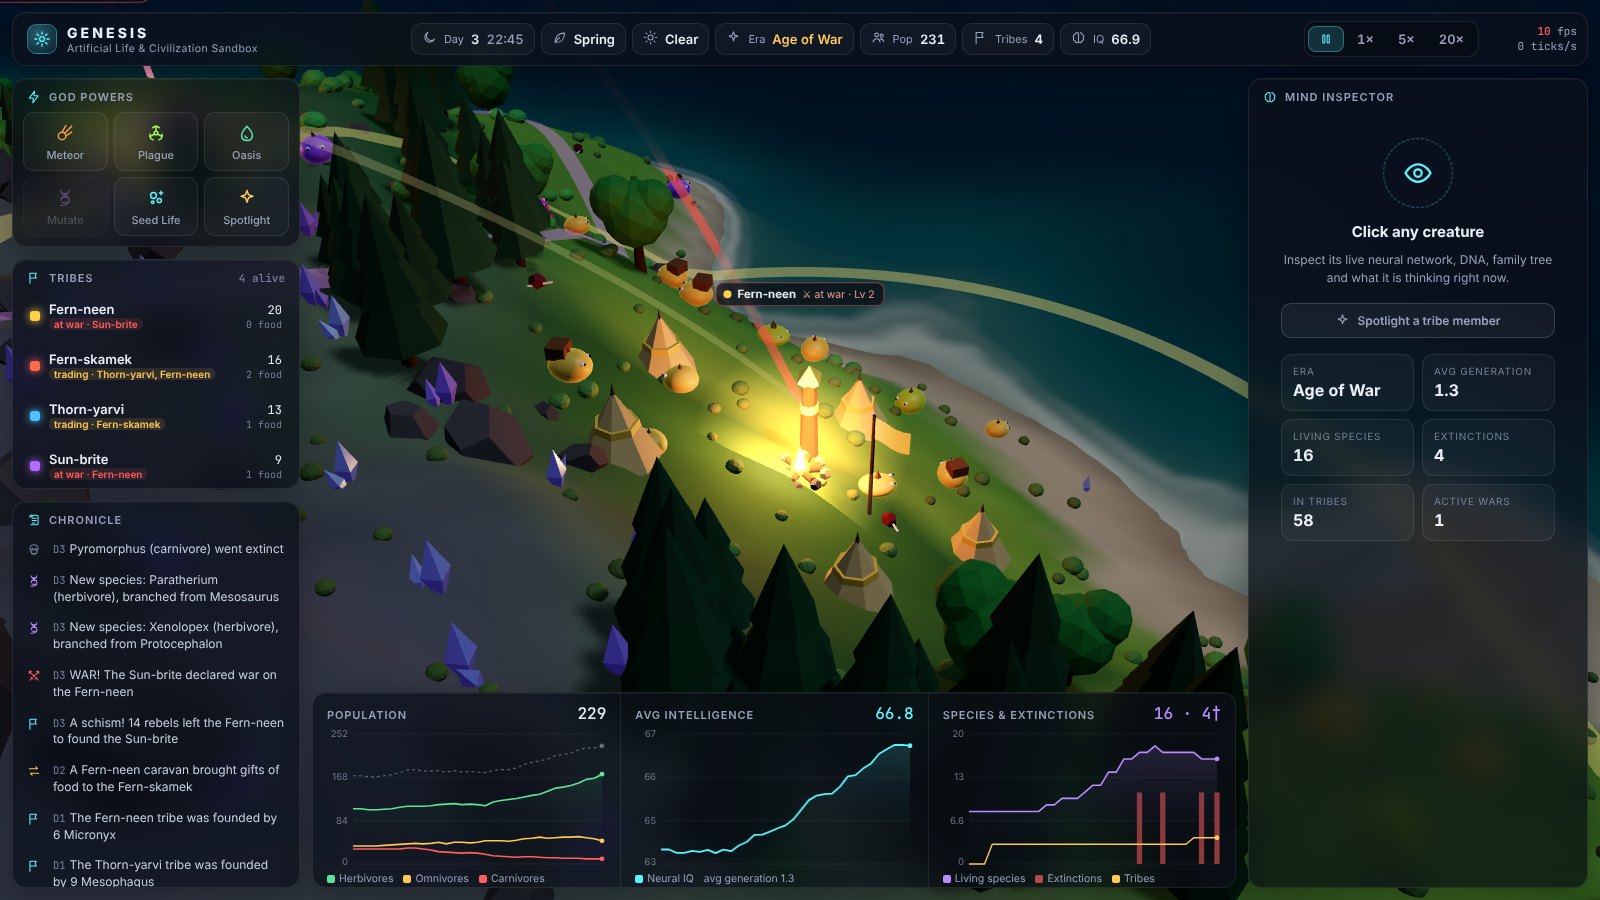 GENESIS
Artificial Life & Civilization Sandbox
Day 3 22:45
Spring
Clear
Era Age of War
Pop 231
Tribes 4
IQ 66.9
1×
5×
20×
10 fps
0 ticks/s
GOD POWERS
Meteor
Plague
Oasis
Mutate
Seed Life
Spotlight
TRIBES
4 alive
Fern-neen
20
at war · Sun-brite
0 food
Fern-skamek
16
trading · Thorn-yarvi, Fern-neen
2 food
Thorn-yarvi
13
trading · Fern-skamek
1 food
Sun-brite
9
at war · Fern-neen
1 food
CHRONICLE
D3 Pyromorphus (carnivore) went extinct
D3 New species: Paratherium
(herbivore), branched from Mesosaurus
D3 New species: Xenolopex (herbivore),
branched from Protocephalon
D3 WAR! The Sun-brite declared war on
the Fern-neen
D3 A schism! 14 rebels left the Fern-neen
to found the Sun-brite
D2 A Fern-neen caravan brought gifts of
food to the Fern-skamek
D1 The Fern-neen tribe was founded by
6 Micronyx
D1 The Thorn-yarvi tribe was founded
by 9 Mesophagus
Fern-neen ⚔ at war · Lv 2
POPULATION
229
252
168
84
0
Herbivores
Omnivores
Carnivores
AVG INTELLIGENCE
66.8
67
66
65
63
Neural IQ
avg generation 1.3
SPECIES & EXTINCTIONS
16 · 4†
20
13
6.6
0
Living species
Extinctions
Tribes
MIND INSPECTOR
Click any creature
Inspect its live neural network, DNA, family tree
and what it is thinking right now.
Spotlight a tribe member
ERA
Age of War
AVG GENERATION
1.3
LIVING SPECIES
16
EXTINCTIONS
4
IN TRIBES
58
ACTIVE WARS
1